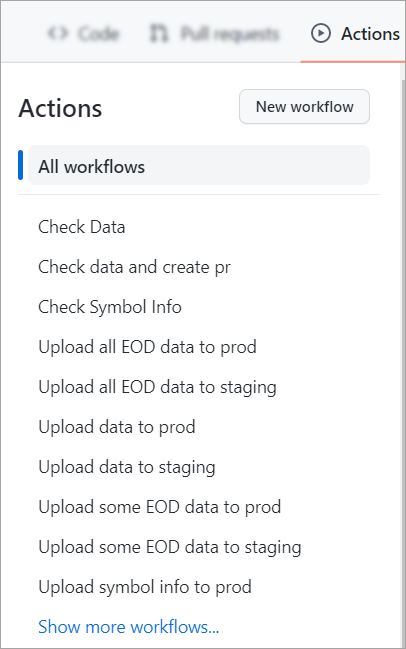 Code Pull requests Actions
Actions
New workflow
All workflows
Check Data
Check data and create pr
Check Symbol Info
Upload all EOD data to prod
Upload all EOD data to staging
Upload data to prod
Upload data to staging
Upload some EOD data to prod
Upload some EOD data to staging
Upload symbol info to prod
Show more workflows...